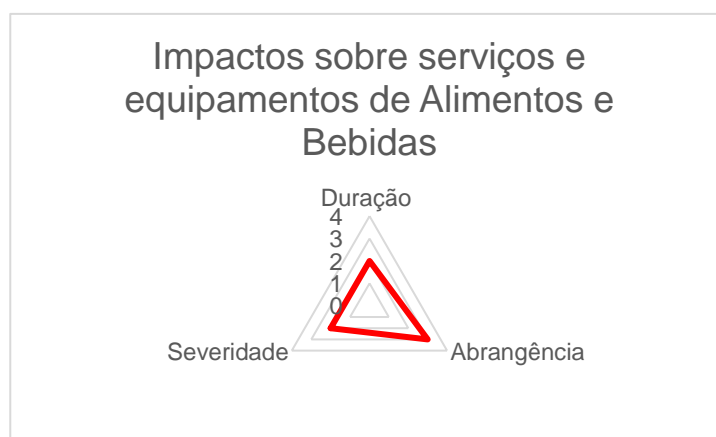 Impactos sobre serviços e
equipamentos de Alimentos e
Bebidas
Duração
4
3
2
1
0
Severidade
Abrangência